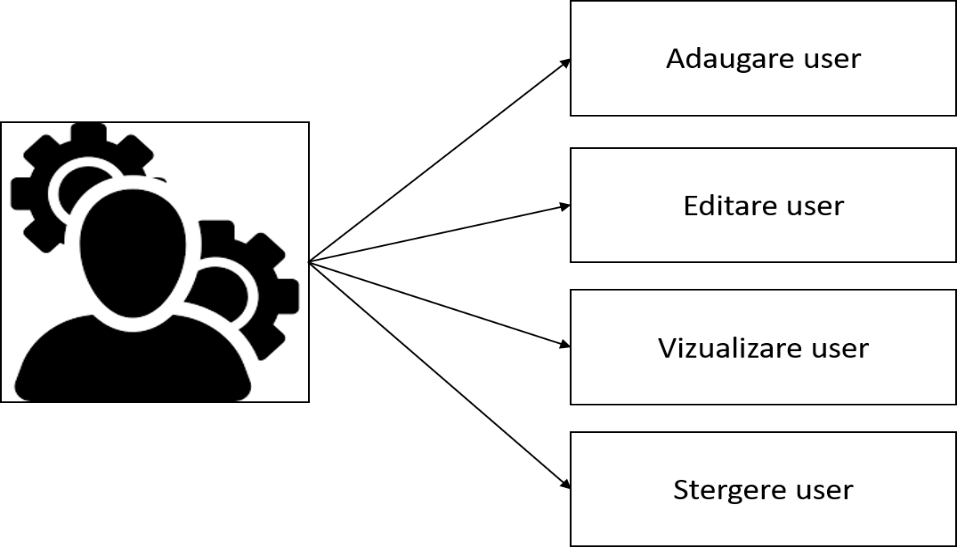 Adaugare user
Editare user
Vizualizare user
Stergere user